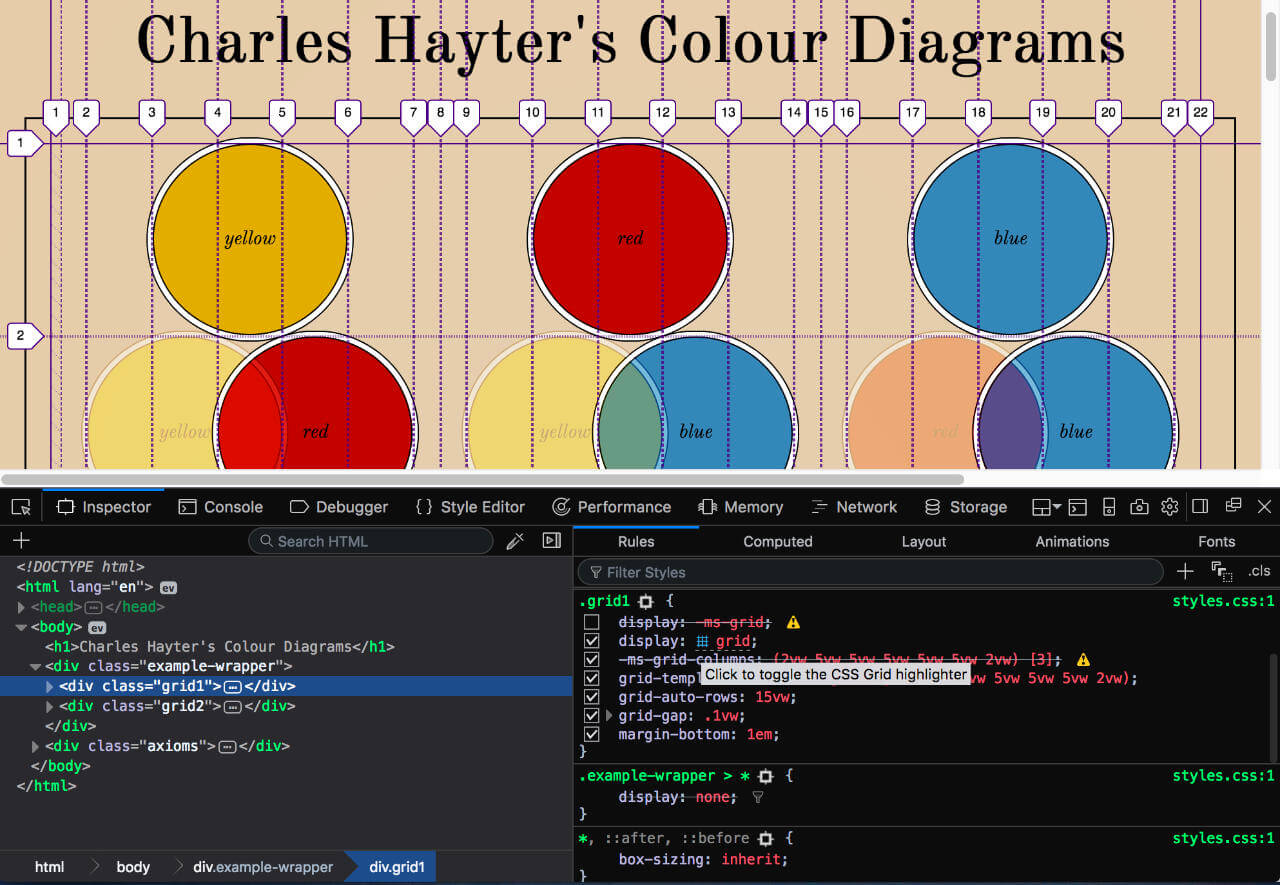 Charles Hayter's Colour Diagrams
1 2 3 4 5 6 7 8 9 10 11 12 13 14 15 16 17 18 19 20 21 22
1
yellow red blue
2
yellow red yellow blue red blue
Inspector Console Debugger {} Style Editor Performance Memory Network Storage
+ Search HTML
Rules Computed Layout Animations Fonts
Filter Styles + .cls
<!DOCTYPE html>
<html lang="en"> ev
<head>⋯</head>
<body> ev
<h1>Charles Hayter's Colour Diagrams</h1>
<div class="example-wrapper">
<div class="grid1">⋯</div>
<div class="grid2">⋯</div>
</div>
<div class="axioms">⋯</div>
</body>
</html>
html body div.example-wrapper div.grid1
.grid1 { styles.css:1
display: -ms-grid;
display: grid;
-ms-grid-columns: (2vw 5vw 5vw 5vw 5vw 5vw 2vw) [3];
Click to toggle the CSS Grid highlighter
grid-templ vw 5vw 5vw 5vw 2vw);
grid-auto-rows: 15vw;
grid-gap: .1vw;
margin-bottom: 1em;
}
.example-wrapper > * { styles.css:1
display: none;
}
*, ::after, ::before { styles.css:1
box-sizing: inherit;
}